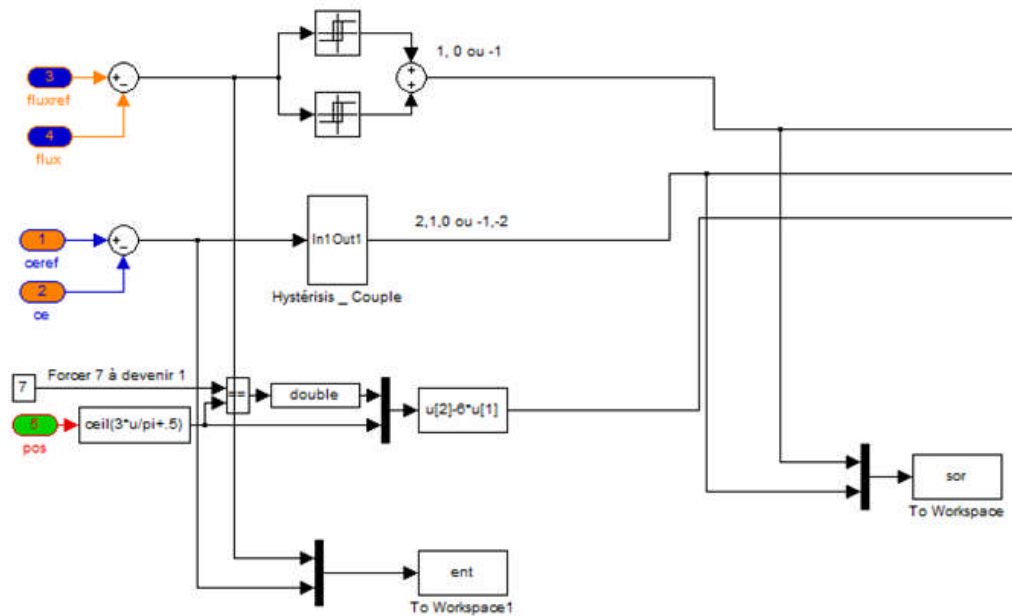 1, 0 ou -1
3
fluxref
4
flux
2,1,0 ou -1,-2
1
ceref
In1Out1
2
ce
Hystérisis _ Couple
7
Forcer 7 à devenir 1
==
double
u[2]-6*u[1]
5
ceil(3*u/pi+.5)
pos
sor
To Workspace
ent
To Workspace1